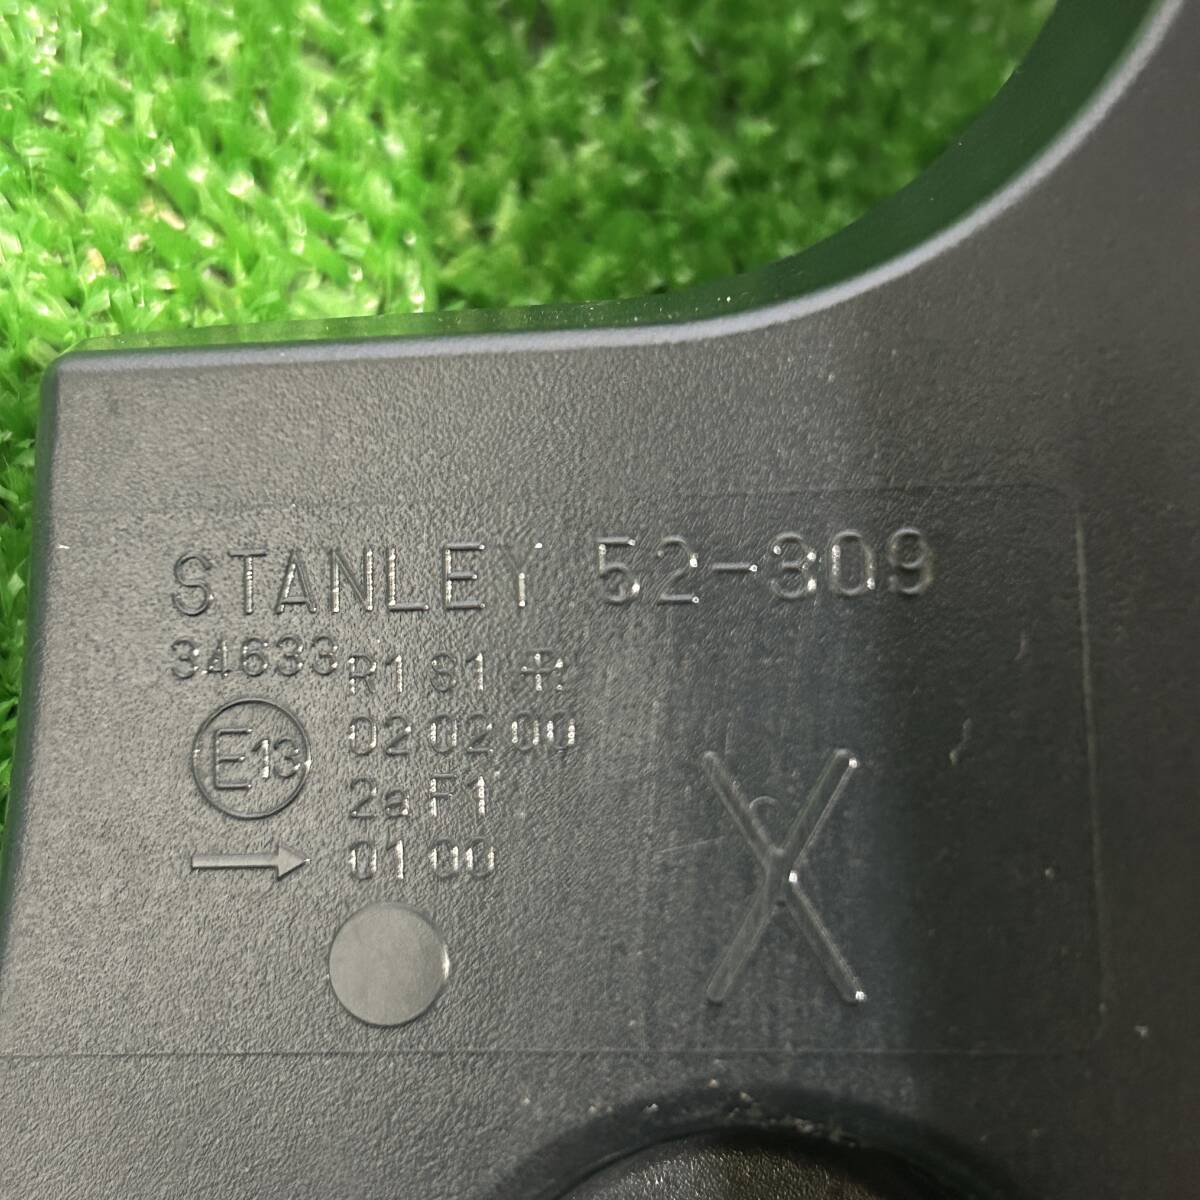 STANLEY 52-309
34633 R1 S1
E13 02 02 00
2a F1
→ 01 00
X